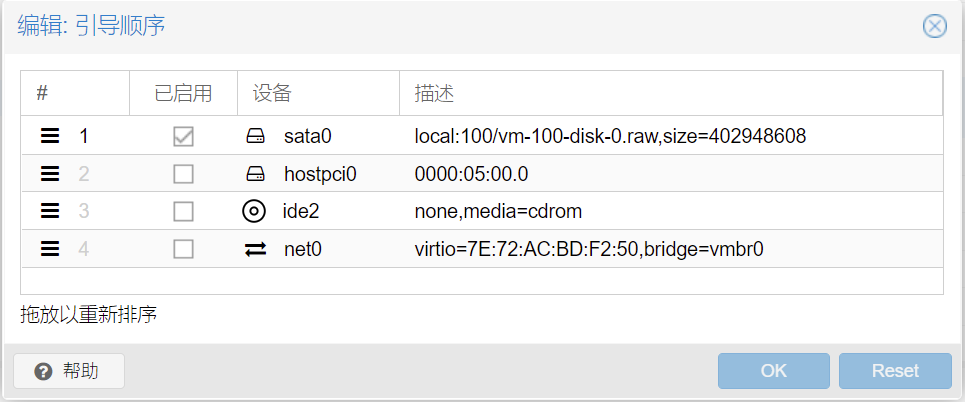 编辑: 引导顺序
# 已启用 设备 描述
1 sata0 local:100/vm-100-disk-0.raw,size=402948608
2 hostpci0 0000:05:00.0
3 ide2 none,media=cdrom
4 net0 virtio=7E:72:AC:BD:F2:50,bridge=vmbr0
拖放以重新排序
帮助 OK Reset